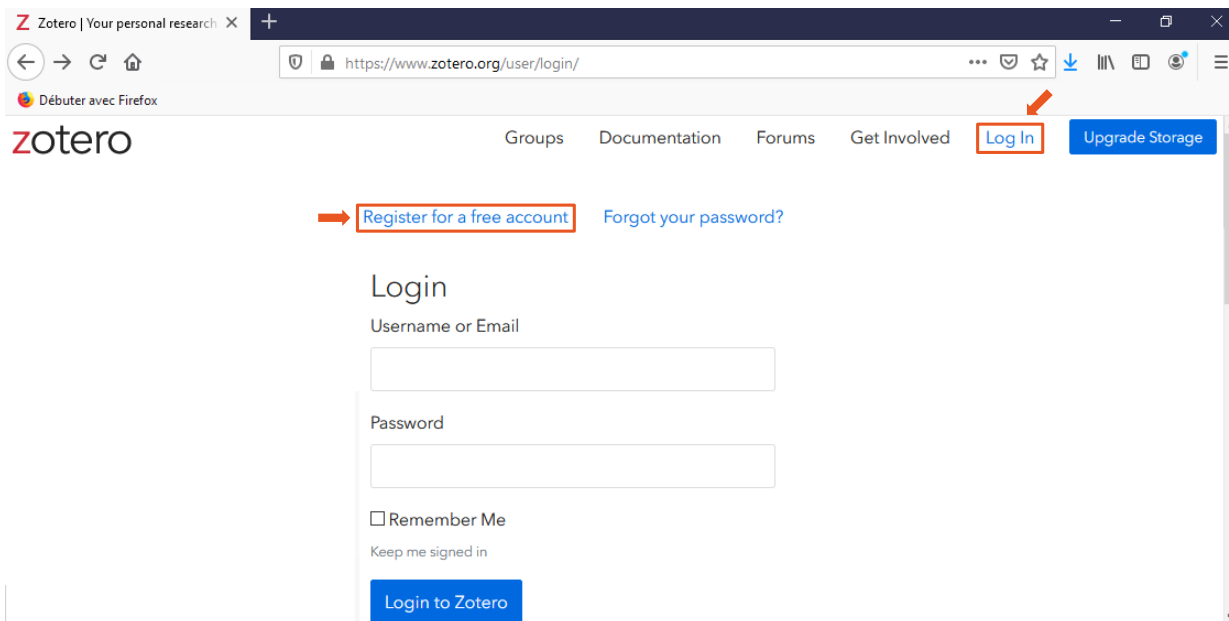 Zotero | Your personal research
https://www.zotero.org/user/login/
Débuter avec Firefox
zotero
Groups Documentation Forums Get Involved Log In Upgrade Storage
Register for a free account Forgot your password?
Login
Username or Email
Password
Remember Me
Keep me signed in
Login to Zotero